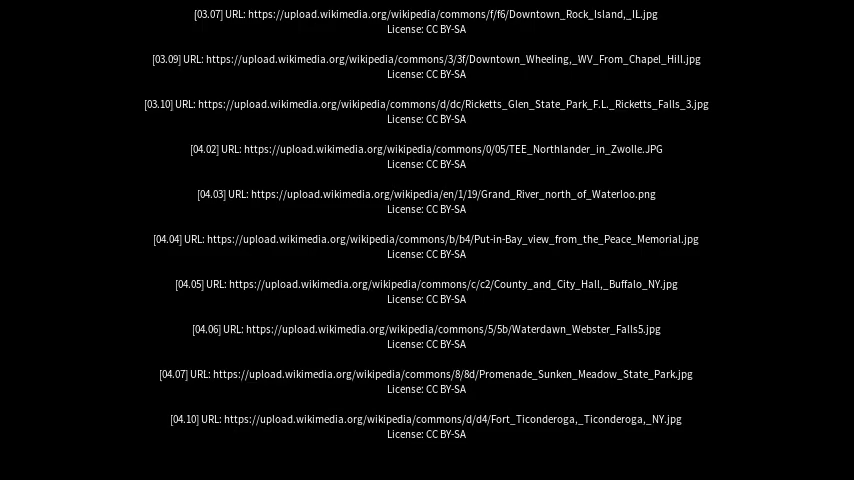 [03.07] URL: https://upload.wikimedia.org/wikipedia/commons/f/f6/Downtown_Rock_Island,_IL.jpg
License: CC BY-SA
[03.09] URL: https://upload.wikimedia.org/wikipedia/commons/3/3f/Downtown_Wheeling,_WV_From_Chapel_Hill.jpg
License: CC BY-SA
[03.10] URL: https://upload.wikimedia.org/wikipedia/commons/d/dc/Ricketts_Glen_State_Park_F.L._Ricketts_Falls_3.jpg
License: CC BY-SA
[04.02] URL: https://upload.wikimedia.org/wikipedia/commons/0/05/TEE_Northlander_in_Zwolle.JPG
License: CC BY-SA
[04.03] URL: https://upload.wikimedia.org/wikipedia/en/1/19/Grand_River_north_of_Waterloo.png
License: CC BY-SA
[04.04] URL: https://upload.wikimedia.org/wikipedia/commons/b/b4/Put-in-Bay_view_from_the_Peace_Memorial.jpg
License: CC BY-SA
[04.05] URL: https://upload.wikimedia.org/wikipedia/commons/c/c2/County_and_City_Hall,_Buffalo_NY.jpg
License: CC BY-SA
[04.06] URL: https://upload.wikimedia.org/wikipedia/commons/5/5b/Waterdawn_Webster_Falls5.jpg
License: CC BY-SA
[04.07] URL: https://upload.wikimedia.org/wikipedia/commons/8/8d/Promenade_Sunken_Meadow_State_Park.jpg
License: CC BY-SA
[04.10] URL: https://upload.wikimedia.org/wikipedia/commons/d/d4/Fort_Ticonderoga,_Ticonderoga,_NY.jpg
License: CC BY-SA